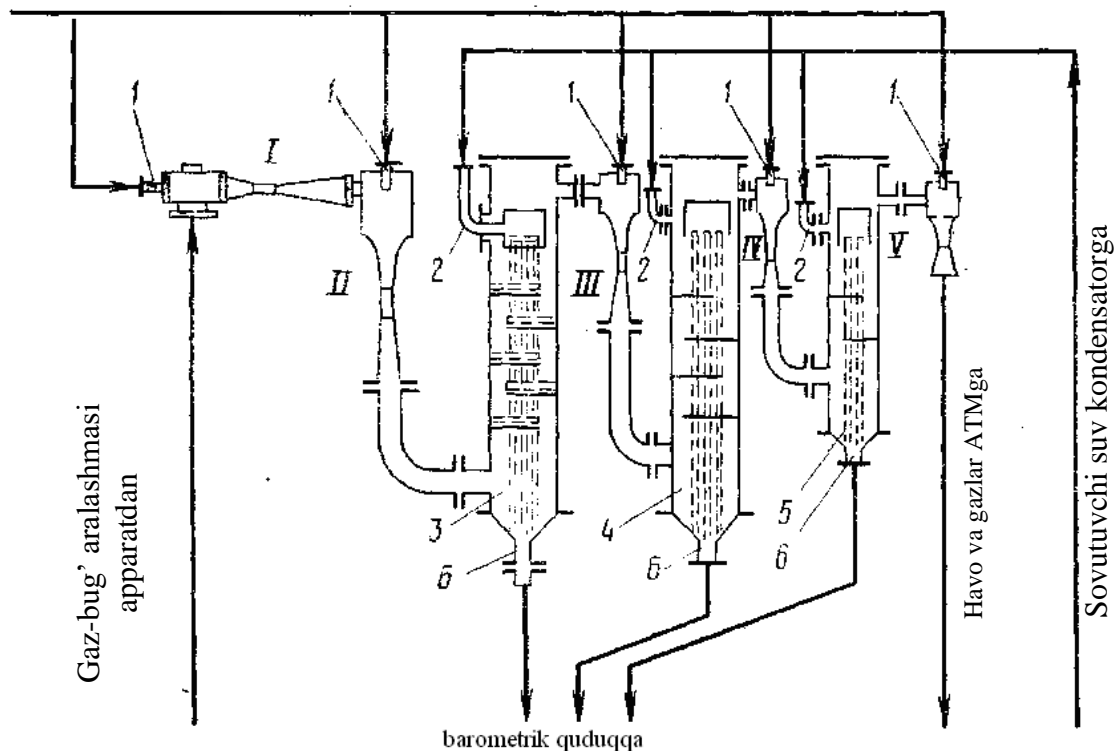 1
1
1
1
1
I
II
2
III
2
IV
2
V
3
4
5
6
6
6
Gaz-bug’ aralashmasi
apparatdan
Havo va gazlar ATMga
Sovutuvchi suv kondensatorga
barometrik quduqqa